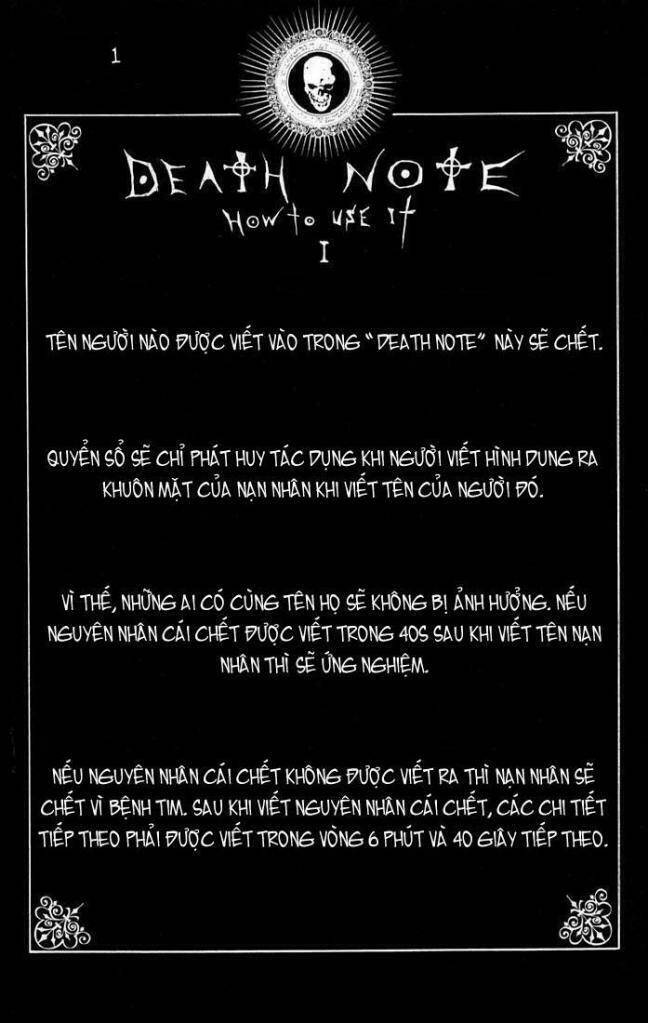 1
DEATH NOTE
HOW TO USE IT
I
TÊN NGƯỜI NÀO ĐƯỢC VIẾT VÀO TRONG "DEATH NOTE" NÀY SẼ CHẾT.
QUYỂN SỔ SẼ CHỈ PHÁT HUY TÁC DỤNG KHI NGƯỜI VIẾT HÌNH DUNG RA
KHUÔN MẶT CỦA NẠN NHÂN KHI VIẾT TÊN CỦA NGƯỜI ĐÓ.
VÌ THẾ, NHỮNG AI CÓ CÙNG TÊN HỌ SẼ KHÔNG BỊ ẢNH HƯỞNG. NẾU
NGUYÊN NHÂN CÁI CHẾT ĐƯỢC VIẾT TRONG 40S SAU KHI VIẾT TÊN NẠN
NHÂN THÌ SẼ ỨNG NGHIỆM.
NẾU NGUYÊN NHÂN CÁI CHẾT KHÔNG ĐƯỢC VIẾT RA THÌ NẠN NHÂN SẼ
CHẾT VÌ BỆNH TIM. SAU KHI VIẾT NGUYÊN NHÂN CÁI CHẾT, CÁC CHI TIẾT
TIẾP THEO PHẢI ĐƯỢC VIẾT TRONG VÒNG 6 PHÚT VÀ 40 GIÂY TIẾP THEO.